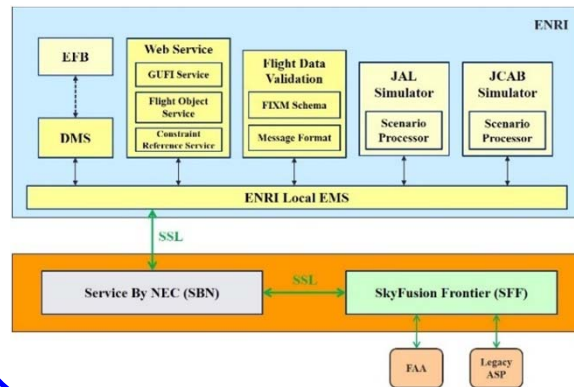 ENRI
EFB
DMS
Web Service
GUFI Service
Flight Object
Service
Constraint
Reference Service
Flight Data
Validation
FIXM Schema
Message Format
JAL
Simulator
Scenario
Processor
JCAB
Simulator
Scenario
Processor
ENRI Local EMS
SSL
Service By NEC (SBN)
SSL
SkyFusion Frontier (SFF)
FAA
Legacy
ASP